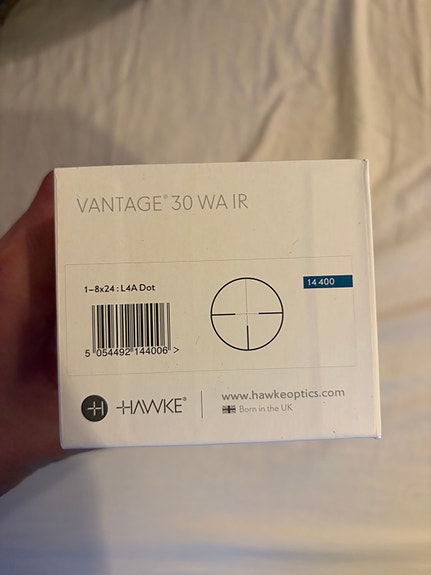 VANTAGE® 30 WA IR
1–8x24 : L4A Dot
14 400
5 054492 144006 >
HAWKE®
www.hawkeoptics.com
Born in the UK